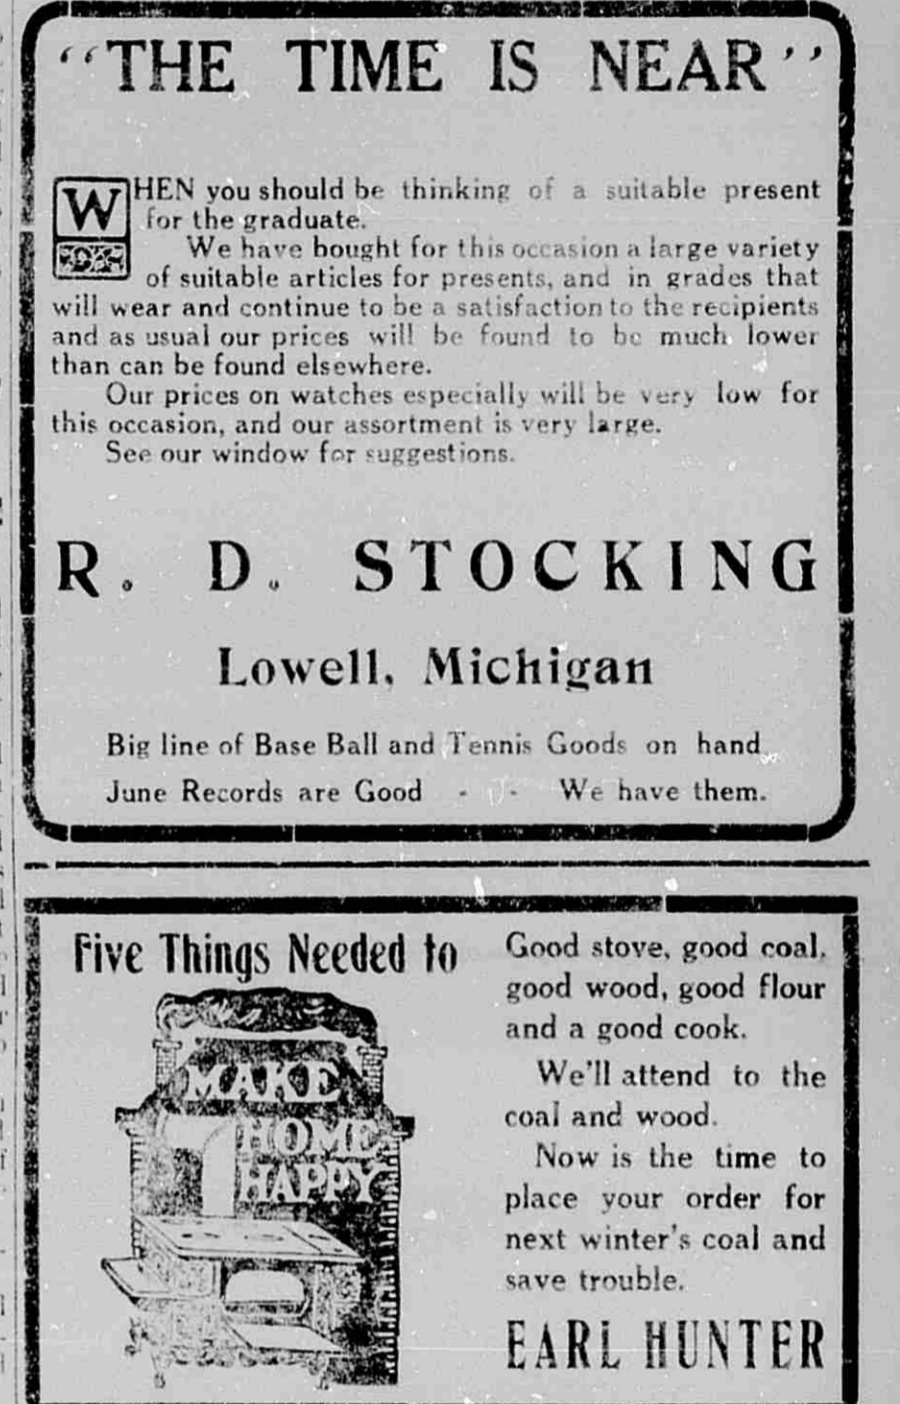 "THE TIME IS NEAR"
WHEN you should be thinking of a suitable present
for the graduate.
We have bought for this occasion a large variety
of suitable articles for presents, and in grades that
will wear and continue to be a satisfaction to the recipients
and as usual our prices will be found to be much lower
than can be found elsewhere.
Our prices on watches especially will be very low for
this occasion, and our assortment is very large.
See our window for suggestions.
R. D. STOCKING
Lowell, Michigan
Big line of Base Ball and Tennis Goods on hand
June Records are Good - - We have them.
Five Things Needed to
MAKE
HOME
HAPPY
Good stove, good coal,
good wood, good flour
and a good cook.
We'll attend to the
coal and wood.
Now is the time to
place your order for
next winter's coal and
save trouble.
EARL HUNTER